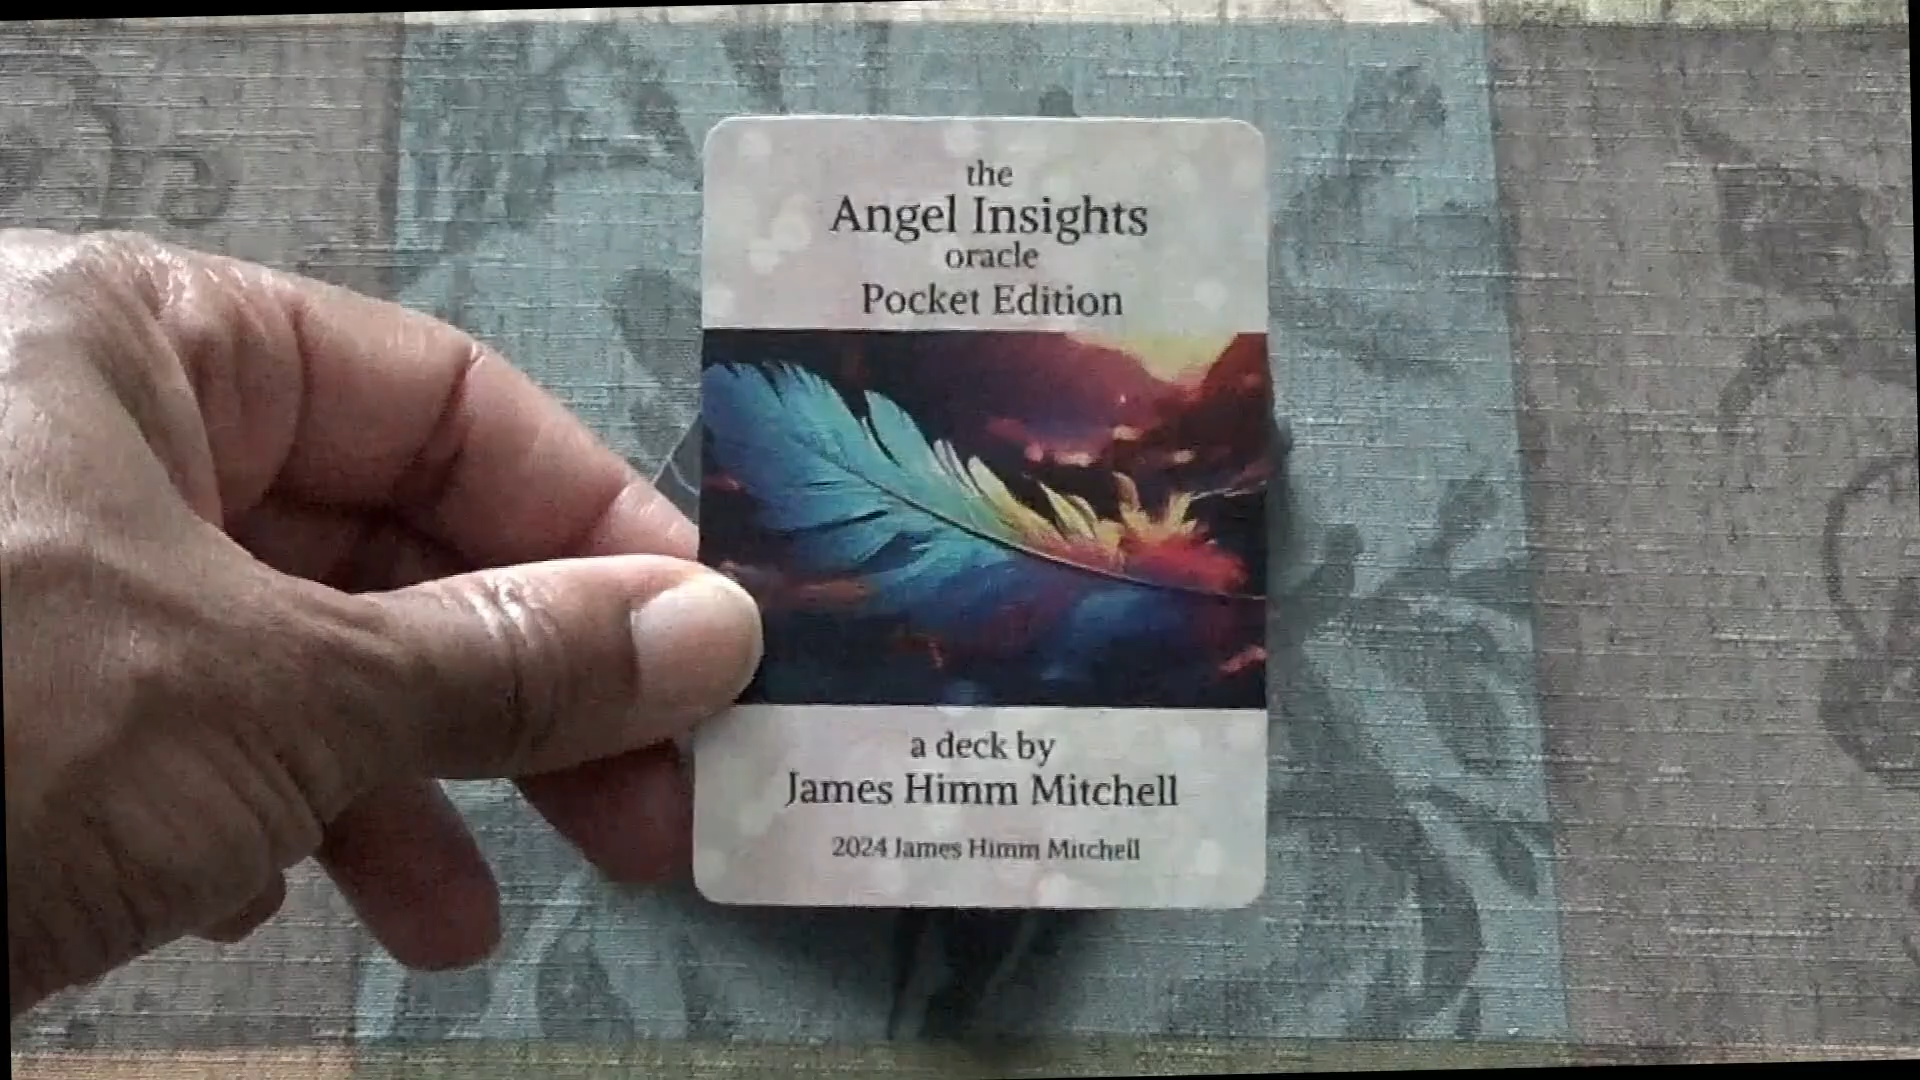 the
Angel Insights
oracle
Pocket Edition
a deck by
James Himm Mitchell
2024 James Himm Mitchell